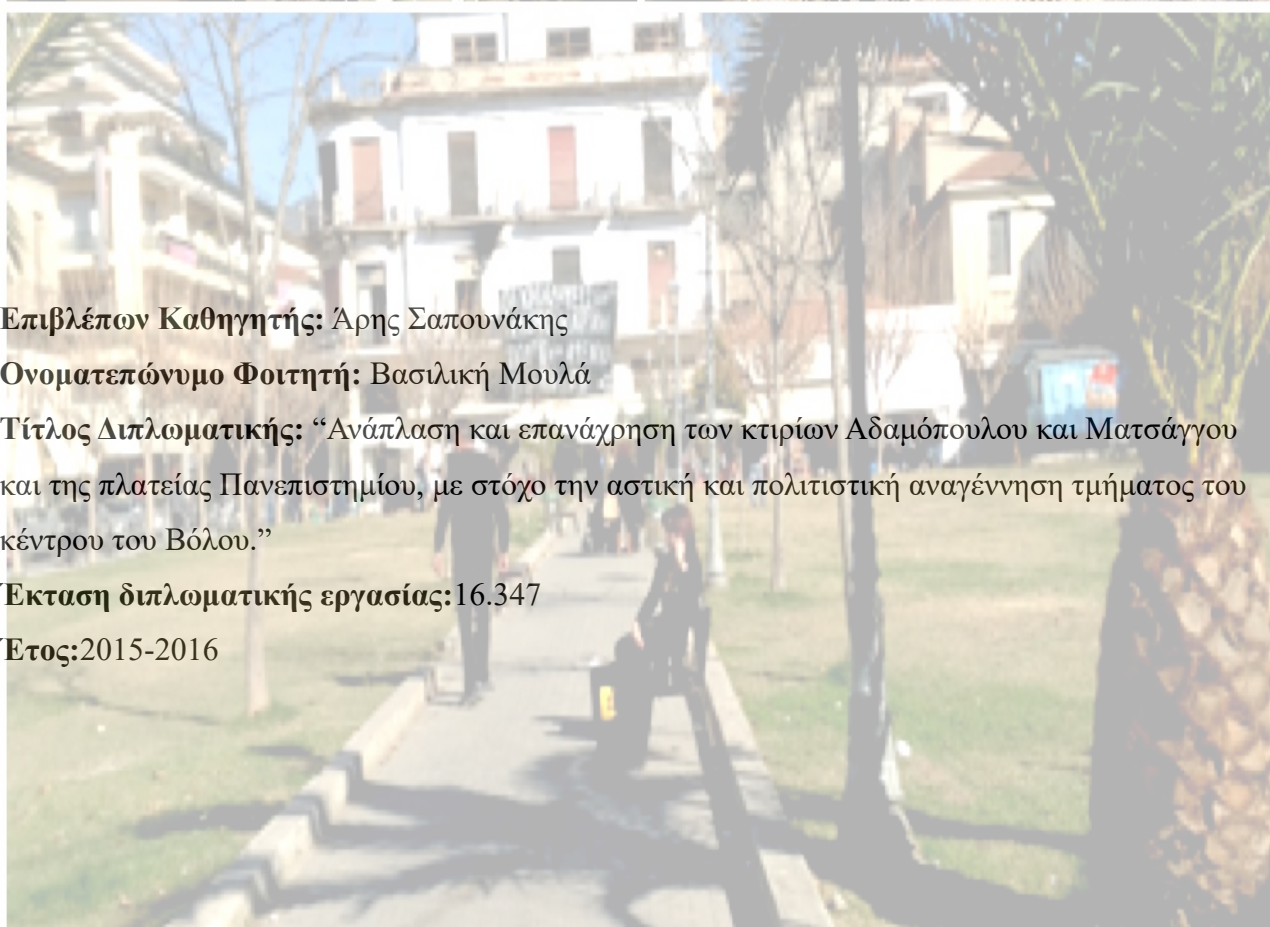 Επιβλέπων Καθηγητής: Άρης Σαπουνάκης
Ονοματεπώνυμο Φοιτητή: Βασιλική Μουλά
Τίτλος Διπλωματικής: “Ανάπλαση και επανάχρηση των κτιρίων Αδαμόπουλου και Ματσάγγου
και της πλατείας Πανεπιστημίου, με στόχο την αστική και πολιτιστική αναγέννηση τμήματος του
κέντρου του Βόλου.”
Έκταση διπλωματικής εργασίας:16.347
Έτος:2015-2016